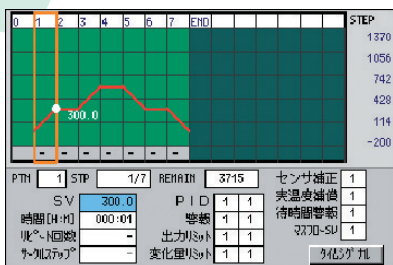 0 1 2 3 4 5 6 7 END STEP
1370
1056
742
428
114
-200
300.0
- - - - - - -
PTN 1 STP 1/7 REMAIN 3715
SV 300.0
時間[H:M] 000:01
リピート回数 -
サークルステップ -
PID 1 1
警報 1 1
出力リミット 1 1
変化量リミット 1 1
センサ補正 1
実温度補償 1
待時間警報 1
マスフロ-SV 1
タイムシグナル